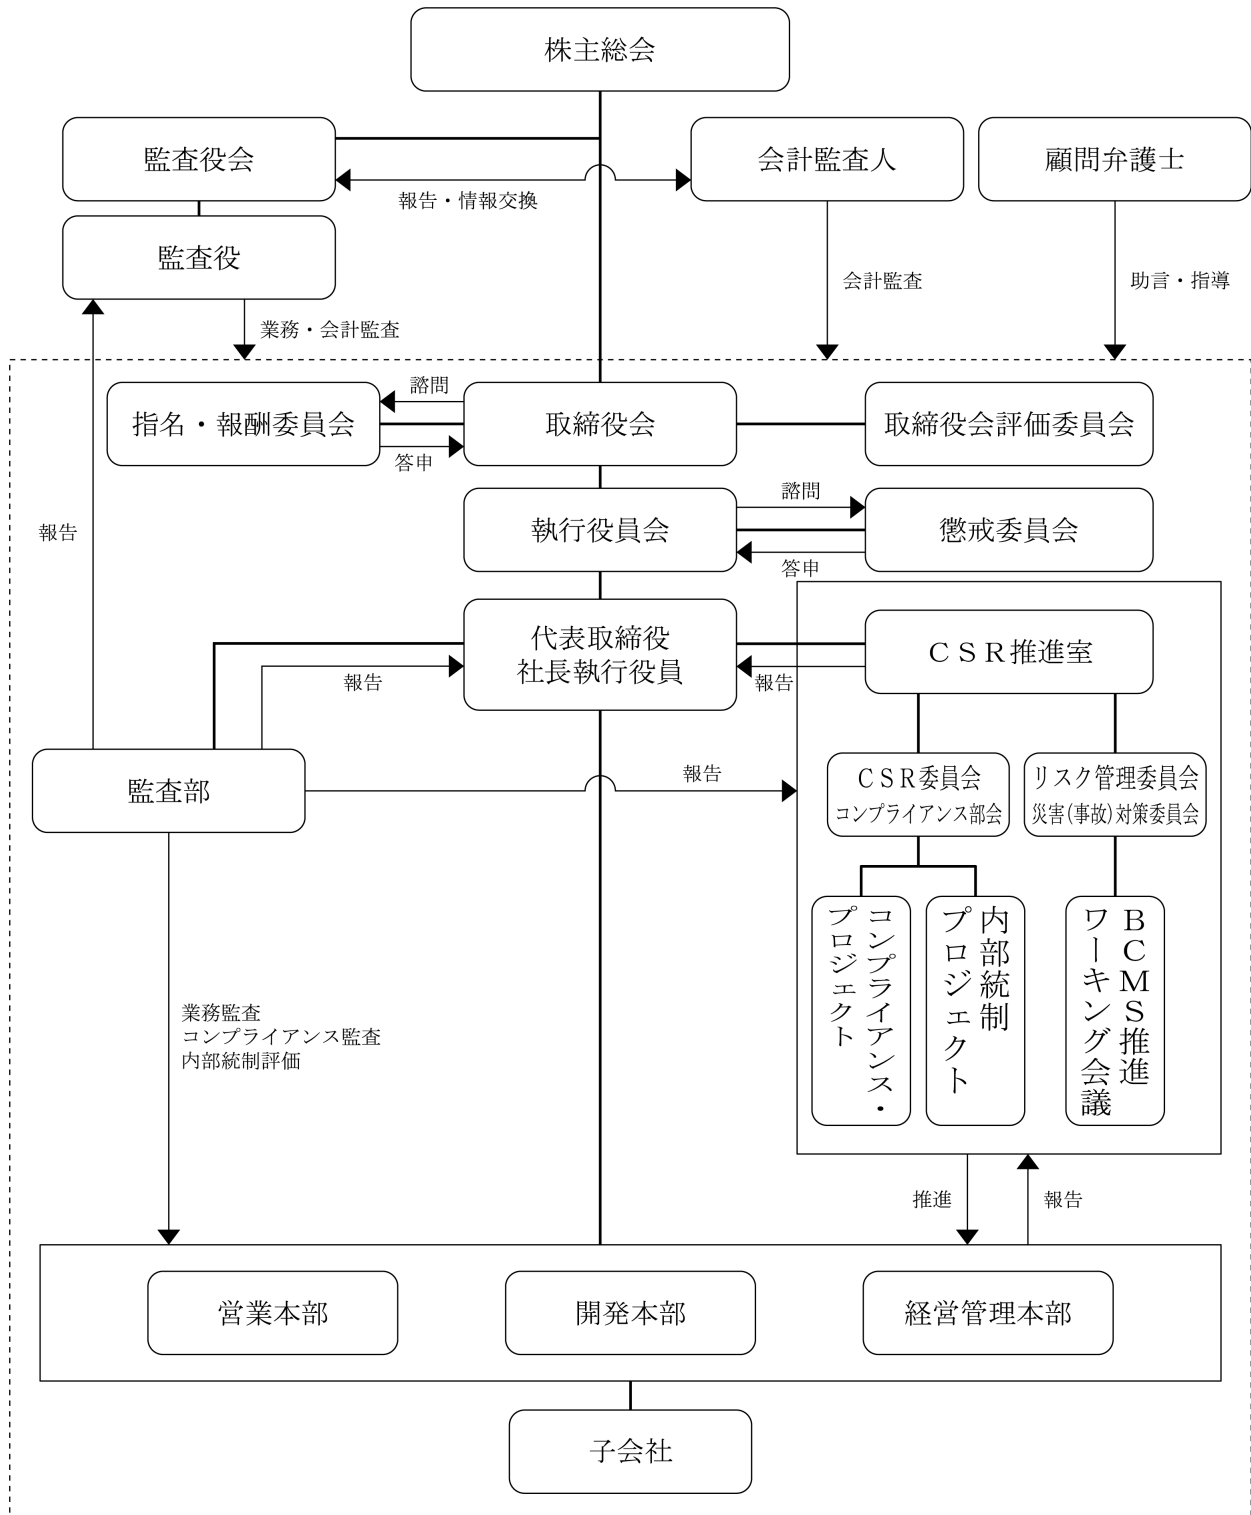 株主総会
監査役会
会計監査人
顧問弁護士
報告・情報交換
監査役
会計監査
助言・指導
業務・会計監査
諮問
指名・報酬委員会
取締役会
取締役会評価委員会
答申
諮問
報告
執行役員会
懲戒委員会
答申
代表取締役
社長執行役員
ＣＳＲ推進室
報告
報告
監査部
報告
ＣＳＲ委員会
コンプライアンス部会
リスク管理委員会
災害(事故)対策委員会
コンプライアンス・
プロジェクト
内部統制
プロジェクト
ＢＣＭＳ推進
ワーキング会議
業務監査
コンプライアンス監査
内部統制評価
推進
報告
営業本部
開発本部
経営管理本部
子会社